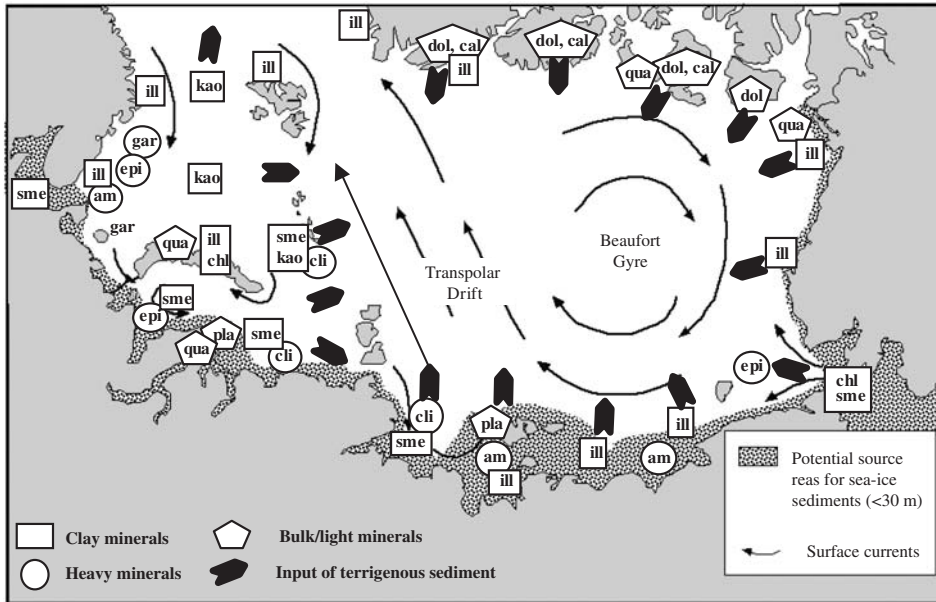 ill
dol, cal
dol, cal
ill
ill
ill
kao
qua
dol, cal
dol
qua
ill
gar
epi
ill
am
sme
kao
gar
qua
ill
chl
sme
kao
cli
ill
Beaufort
Gyre
Transpolar
Drift
sme
epi
pla
qua
sme
cli
epi
chl
sme
cli
sme
pla
am
ill
ill
ill
am
Potential source
reas for sea-ice
sediments (<30 m)
Surface currents
Clay minerals
Bulk/light minerals
Heavy minerals
Input of terrigenous sediment